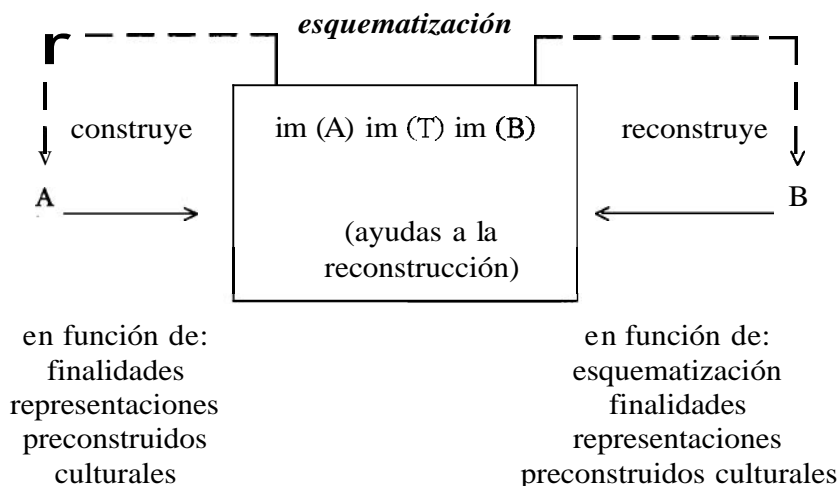 esquematización
construye
im (A) im (T) im (B)
reconstruye
A
B
(ayudas a la
reconstrucción)
en función de:
finalidades
representaciones
preconstruidos
culturales
en función de:
esquematización
finalidades
representaciones
preconstruidos culturales